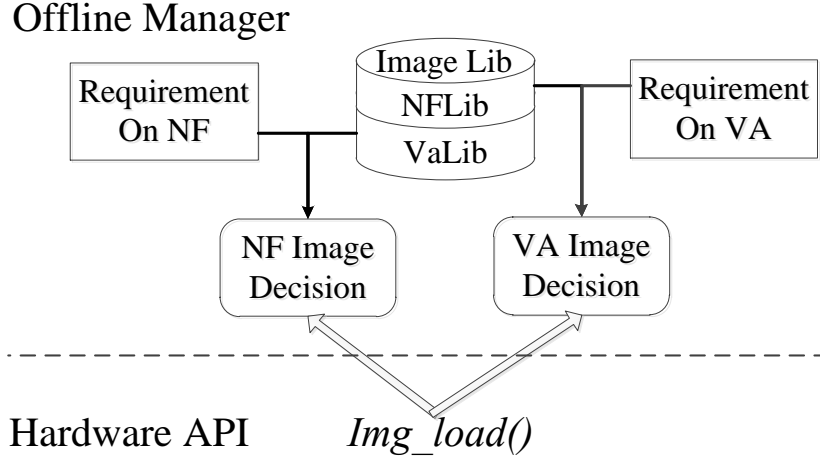 Offline Manager
Requirement
On NF
Image Lib
NFLib
VaLib
Requirement
On VA
NF Image
Decision
VA Image
Decision
Hardware API
Img_load()